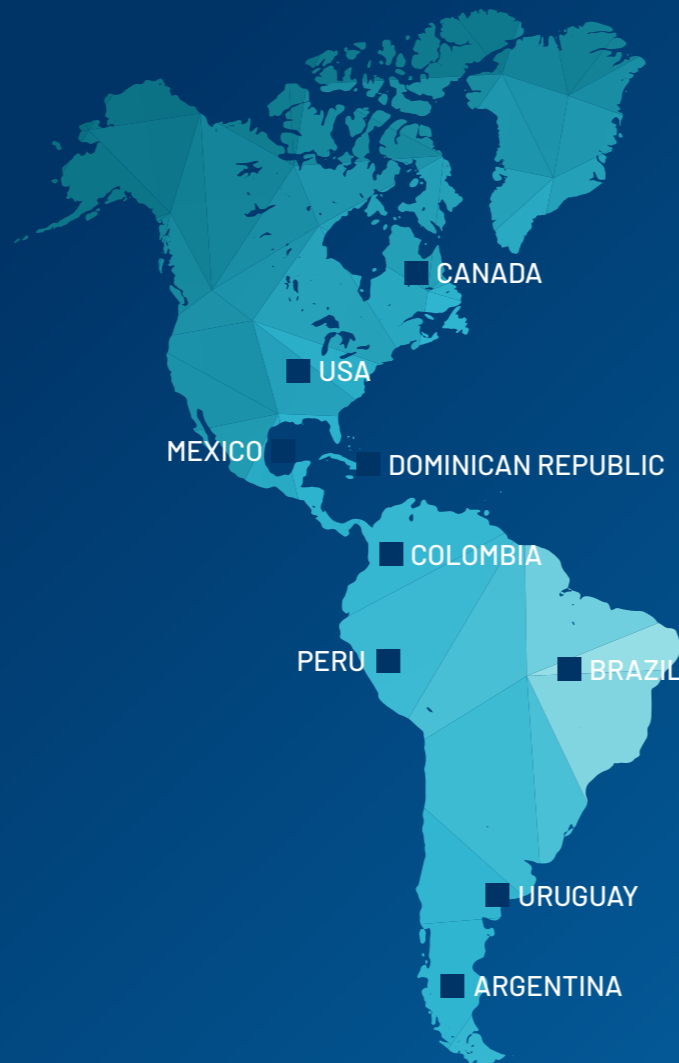 CANADA
USA
MEXICO
DOMINICAN REPUBLIC
COLOMBIA
PERU
BRAZIL
URUGUAY
ARGENTINA